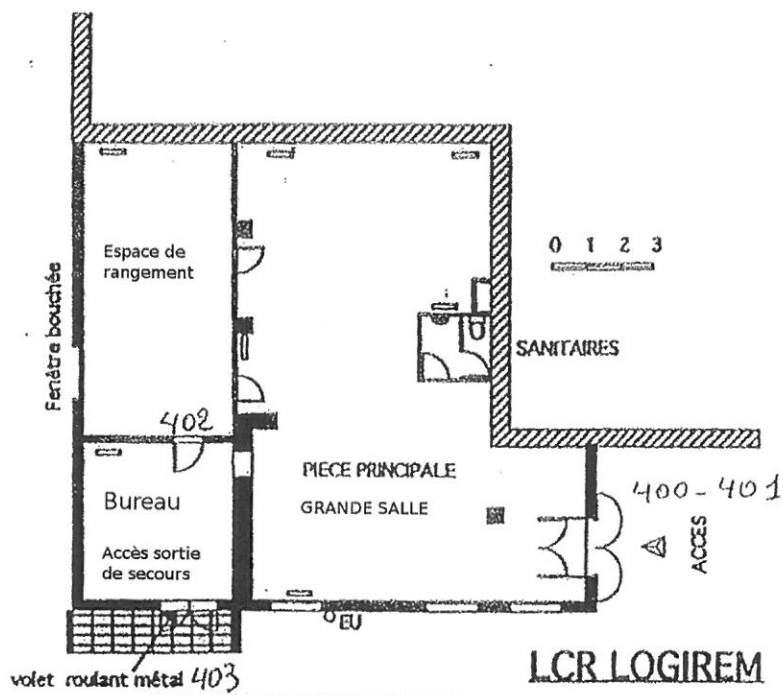 Espace de
rangement
0 1 2 3
Fenêtre bouchée
SANITAIRES
402
PIECE PRINCIPALE
GRANDE SALLE
400-401
ACCES
Bureau
Accès sortie
de secours
EU
volet roulant métal 403
LCR LOGIREM